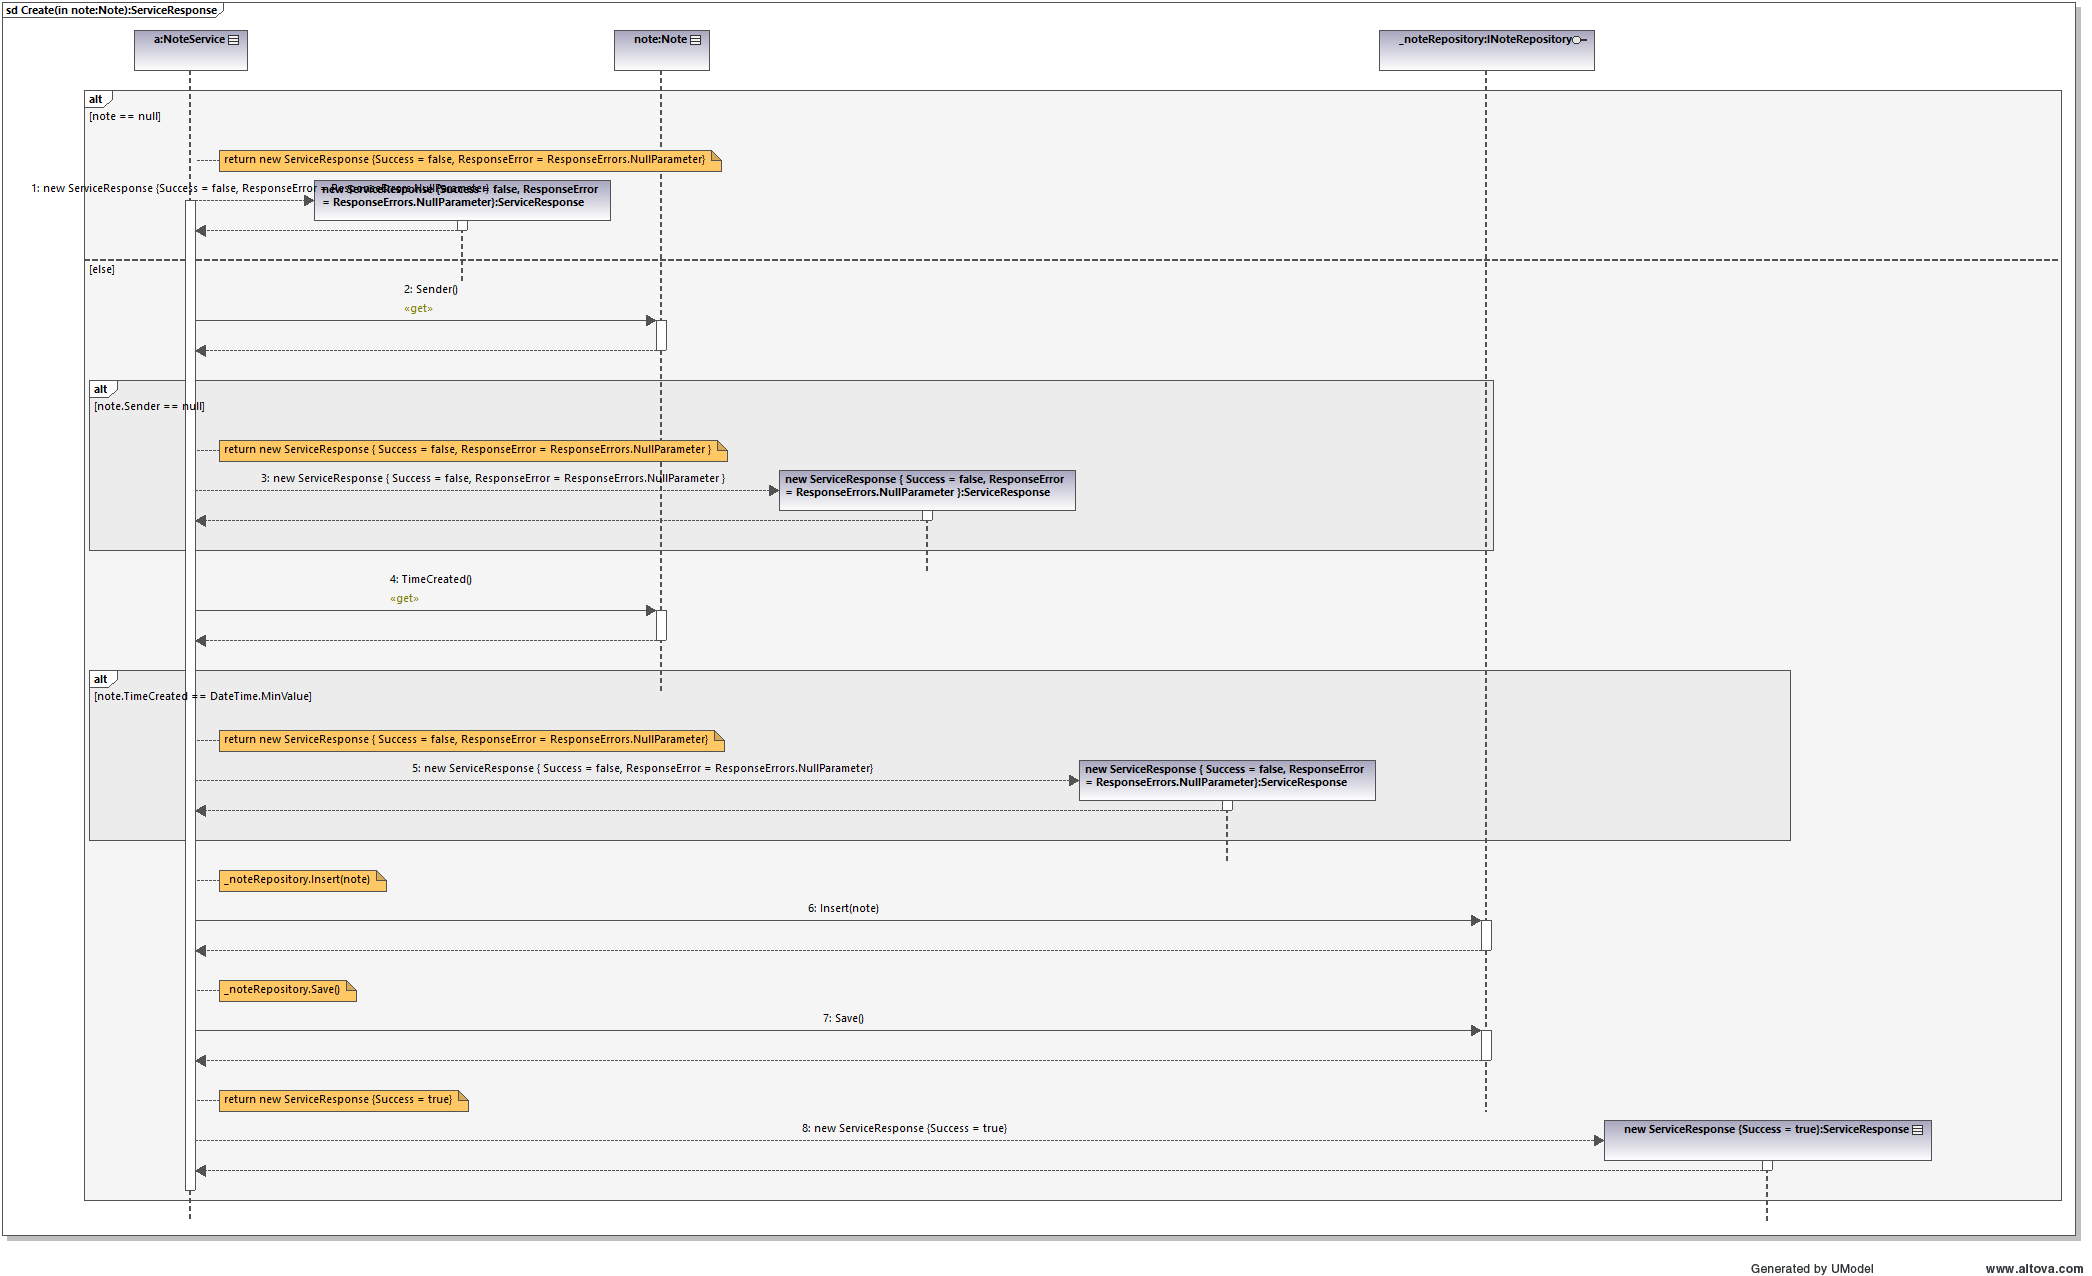 sd Create(in note:Note):ServiceResponse
a:NoteService
note:Note
_noteRepository:INoteRepository
alt
[note == null]
return new ServiceResponse {Success = false, ResponseError = ResponseErrors.NullParameter}
1: new ServiceResponse {Success = false, ResponseError = ResponseErrors.NullParameter}
new ServiceResponse {Success = false, ResponseError
= ResponseErrors.NullParameter}:ServiceResponse
[else]
2: Sender()
«get»
alt
[note.Sender == null]
return new ServiceResponse { Success = false, ResponseError = ResponseErrors.NullParameter }
3: new ServiceResponse { Success = false, ResponseError = ResponseErrors.NullParameter }
new ServiceResponse { Success = false, ResponseError
= ResponseErrors.NullParameter }:ServiceResponse
4: TimeCreated()
«get»
alt
[note.TimeCreated == DateTime.MinValue]
return new ServiceResponse { Success = false, ResponseError = ResponseErrors.NullParameter}
5: new ServiceResponse { Success = false, ResponseError = ResponseErrors.NullParameter}
new ServiceResponse { Success = false, ResponseError
= ResponseErrors.NullParameter}:ServiceResponse
_noteRepository.Insert(note)
6: Insert(note)
_noteRepository.Save()
7: Save()
return new ServiceResponse {Success = true}
8: new ServiceResponse {Success = true}
new ServiceResponse {Success = true}:ServiceResponse
Generated by UModel
www.altova.com